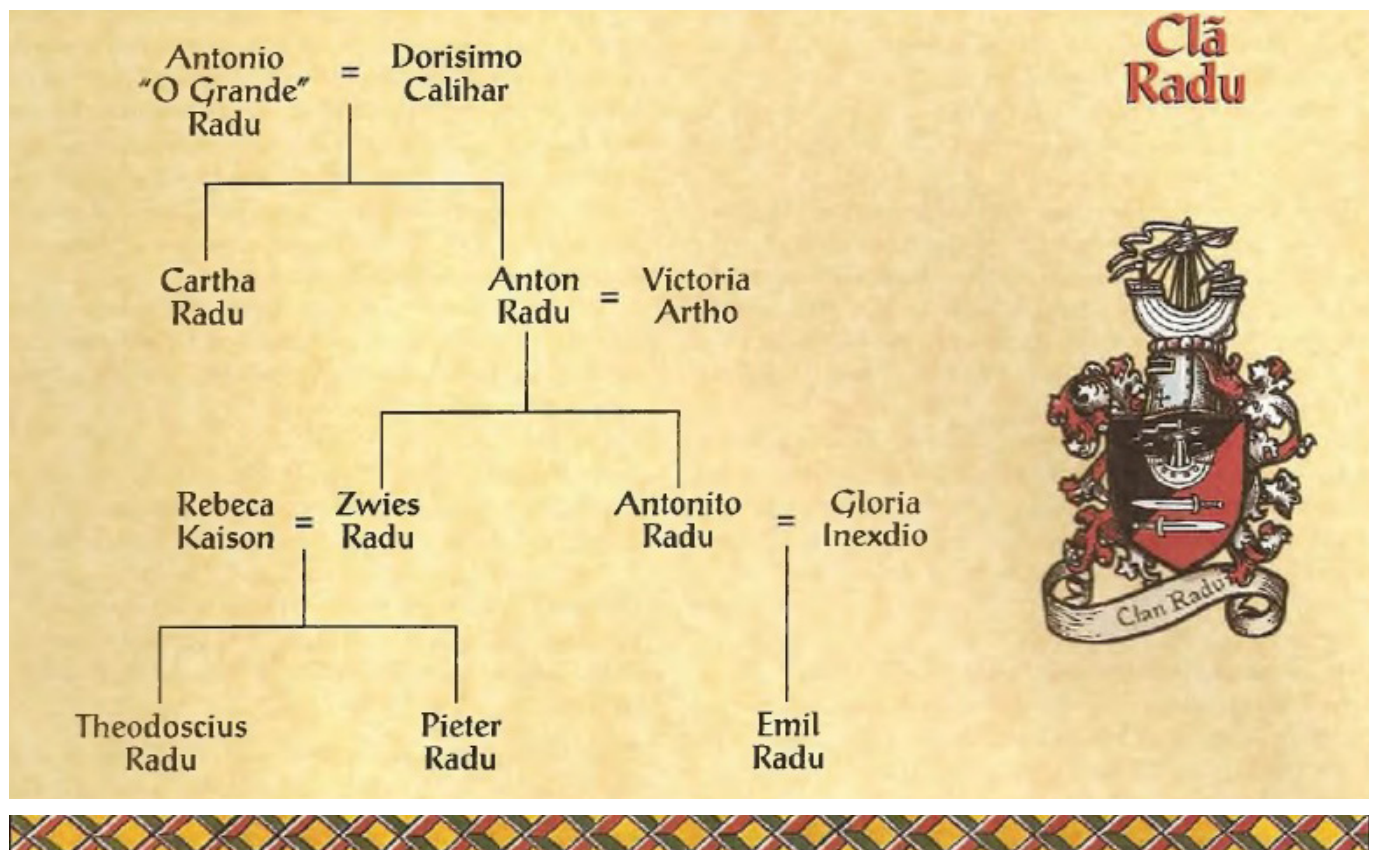 Clã
Radu
Antonio
"O Grande"
Radu
=
Dorisimo
Calihar
Cartha
Radu
Anton
Radu
=
Victoria
Artho
Rebeca
Kaison
=
Zwies
Radu
Antonito
Radu
=
Gloria
Inexdio
Clan Radu
Theodoscius
Radu
Pieter
Radu
Emil
Radu